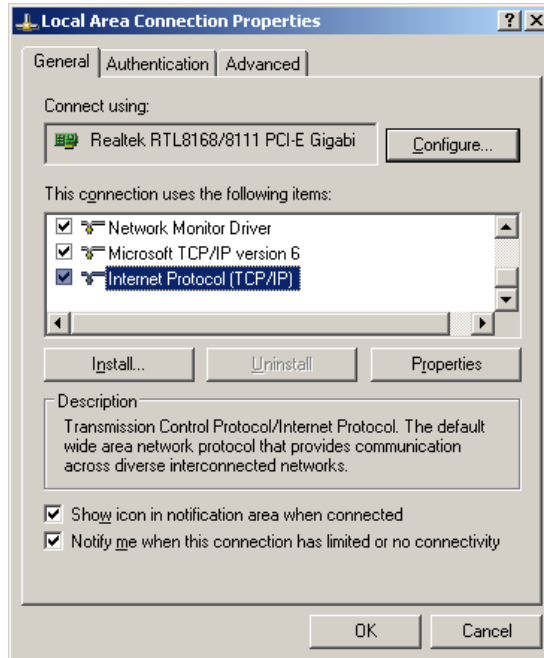 Local Area Connection Properties
General Authentication Advanced
Connect using:
Realtek RTL8168/8111 PCI-E Gigabi
Configure...
This connection uses the following items:
Network Monitor Driver
Microsoft TCP/IP version 6
Internet Protocol (TCP/IP)
Install... Uninstall Properties
Description
Transmission Control Protocol/Internet Protocol. The default
wide area network protocol that provides communication
across diverse interconnected networks.
Show icon in notification area when connected
Notify me when this connection has limited or no connectivity
OK Cancel